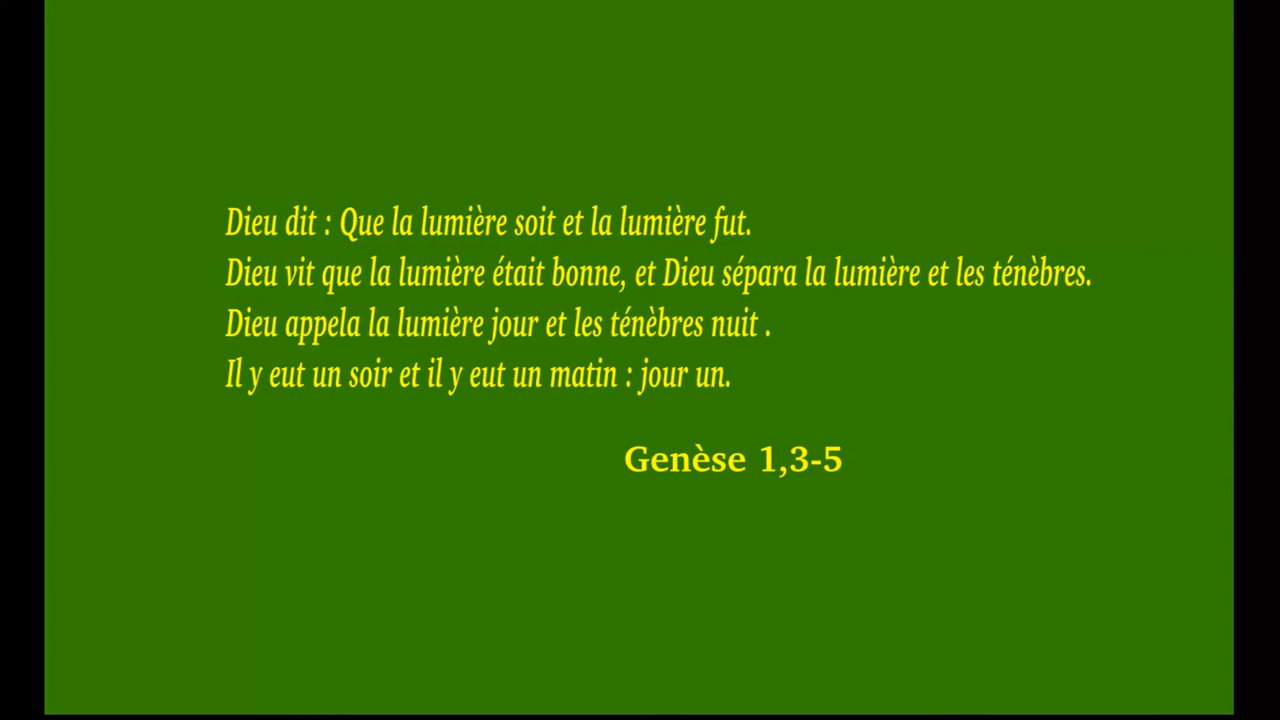 Dieu dit : Que la lumière soit et la lumière fut.
Dieu vit que la lumière était bonne, et Dieu sépara la lumière et les ténèbres.
Dieu appela la lumière jour et les ténèbres nuit .
Il y eut un soir et il y eut un matin : jour un.
Genèse 1,3-5